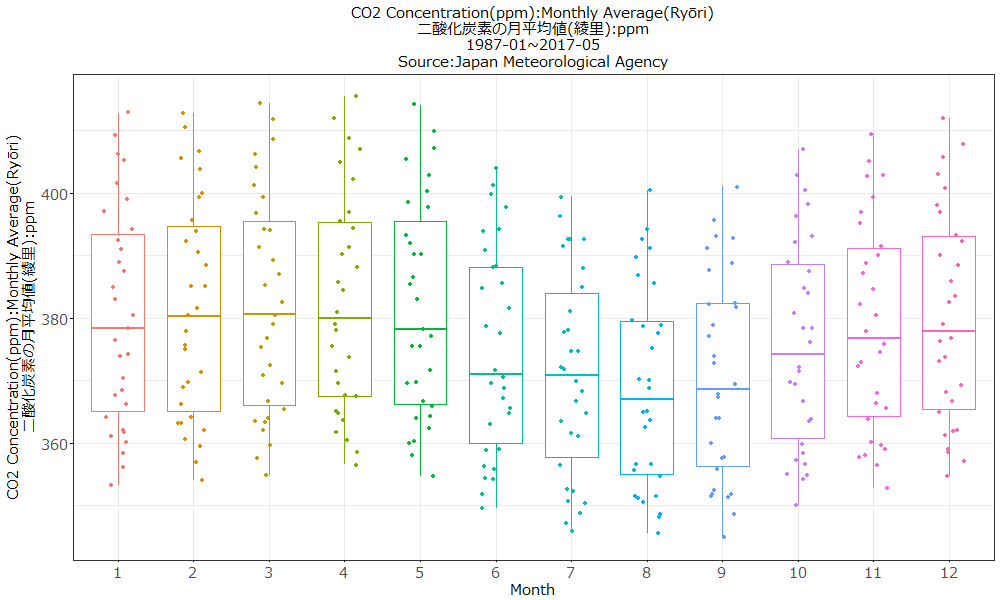 CO2 Concentration(ppm):Monthly Average(Ryōri)
二酸化炭素の月平均値(綾里):ppm
1987-01~2017-05
Source:Japan Meteorological Agency
CO2 Concentration(ppm):Monthly Average(Ryōri)
二酸化炭素の月平均値(綾里):ppm
400
380
360
1 2 3 4 5 6 7 8 9 10 11 12
Month